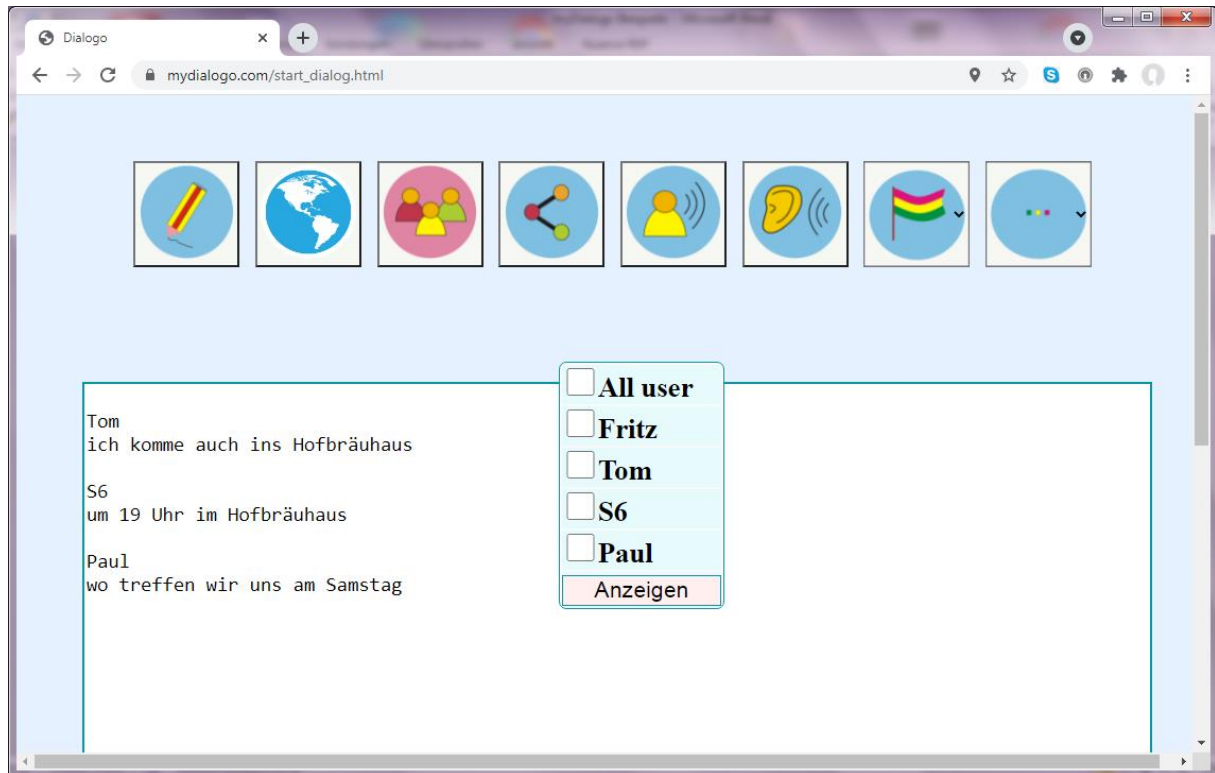 Dialogo
mydialogo.com/start_dialog.html
All user
Fritz
Tom
S6
Paul
Anzeigen
Tom
ich komme auch ins Hofbräuhaus
S6
um 19 Uhr im Hofbräuhaus
Paul
wo treffen wir uns am Samstag